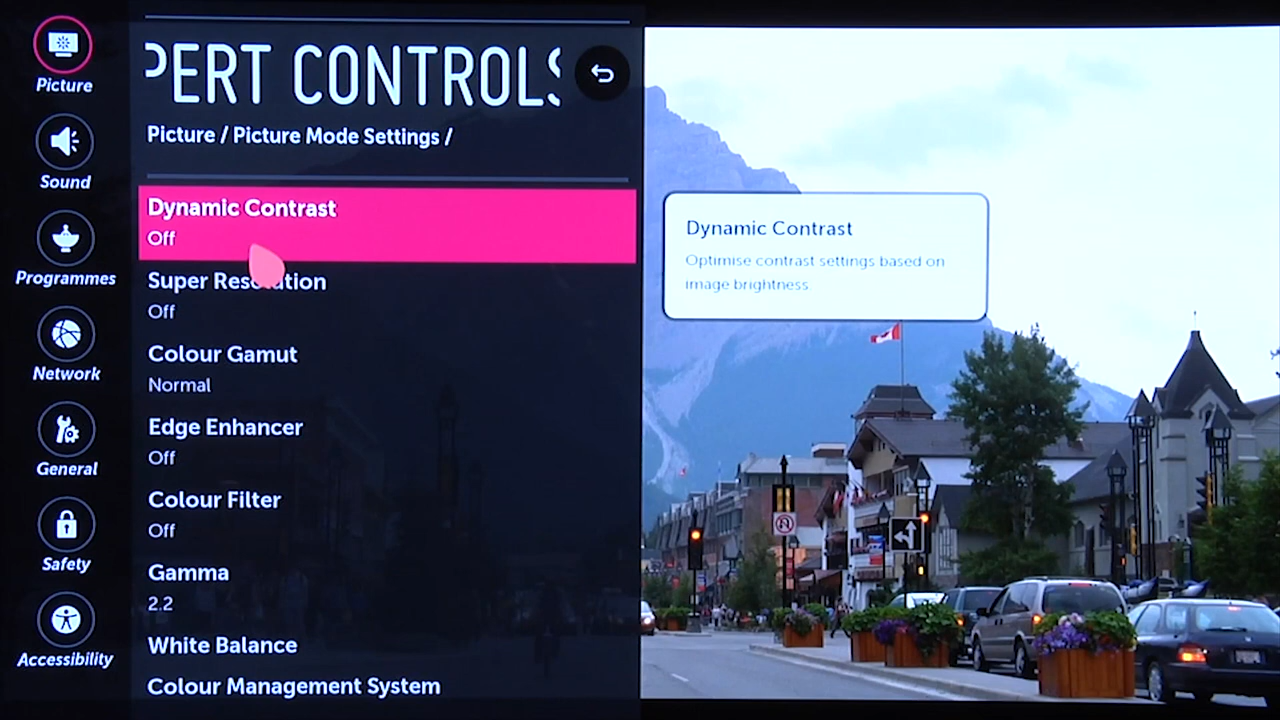 Picture
Sound
Programmes
Network
General
Safety
Accessibility
PERT CONTROLS
Picture / Picture Mode Settings /
Dynamic Contrast
Off
Super Resolution
Off
Colour Gamut
Normal
Edge Enhancer
Off
Colour Filter
Off
Gamma
2.2
White Balance
Colour Management System
Dynamic Contrast
Optimise contrast settings based on
image brightness.